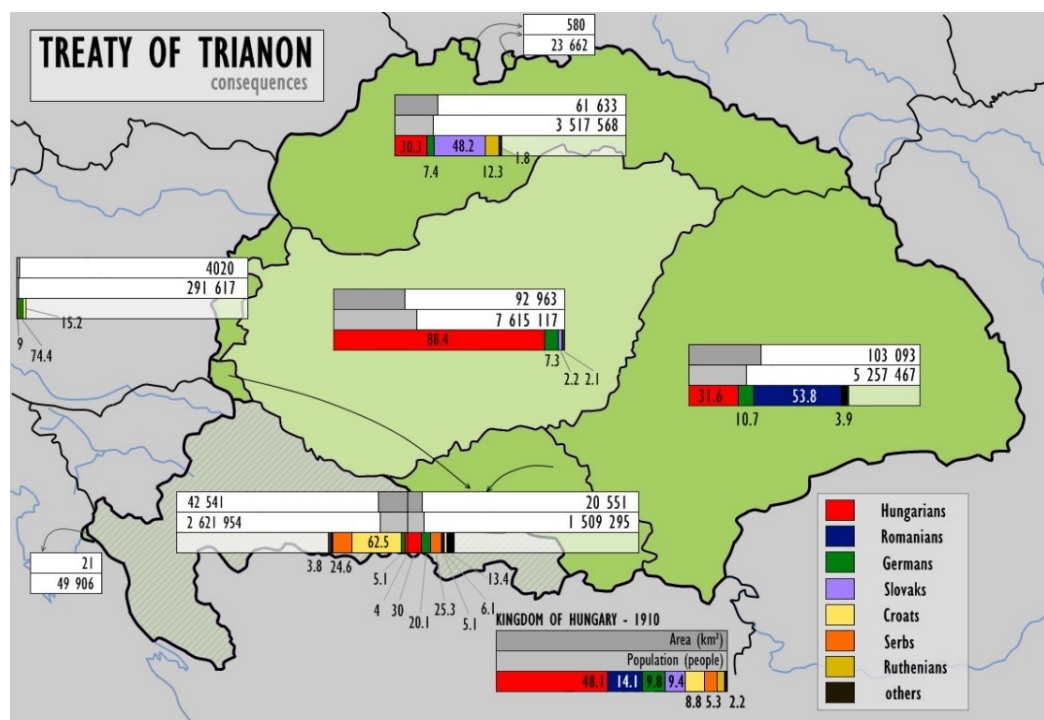 TREATY OF TRIANON
consequences
580
23 662
61 633
3 517 568
30.3
48.2
1.8
7.4
12.3
4020
291 617
15.2
9
74.4
92 963
7 615 117
88.4
7.3
2.2
2.1
103 093
5 257 467
31.6
53.8
10.7
3.9
42 541
20 551
2 621 954
1 509 295
62.5
3.8
24.6
5.1
13.4
4
30
25.3
6.1
20.1
5.1
21
49 906
KINGDOM OF HUNGARY - 1910
Area (km²)
Population (people)
48.1
14.1
9.8
9.4
8.8
5.3
2.2
Hungarians
Romanians
Germans
Slovaks
Croats
Serbs
Ruthenians
others